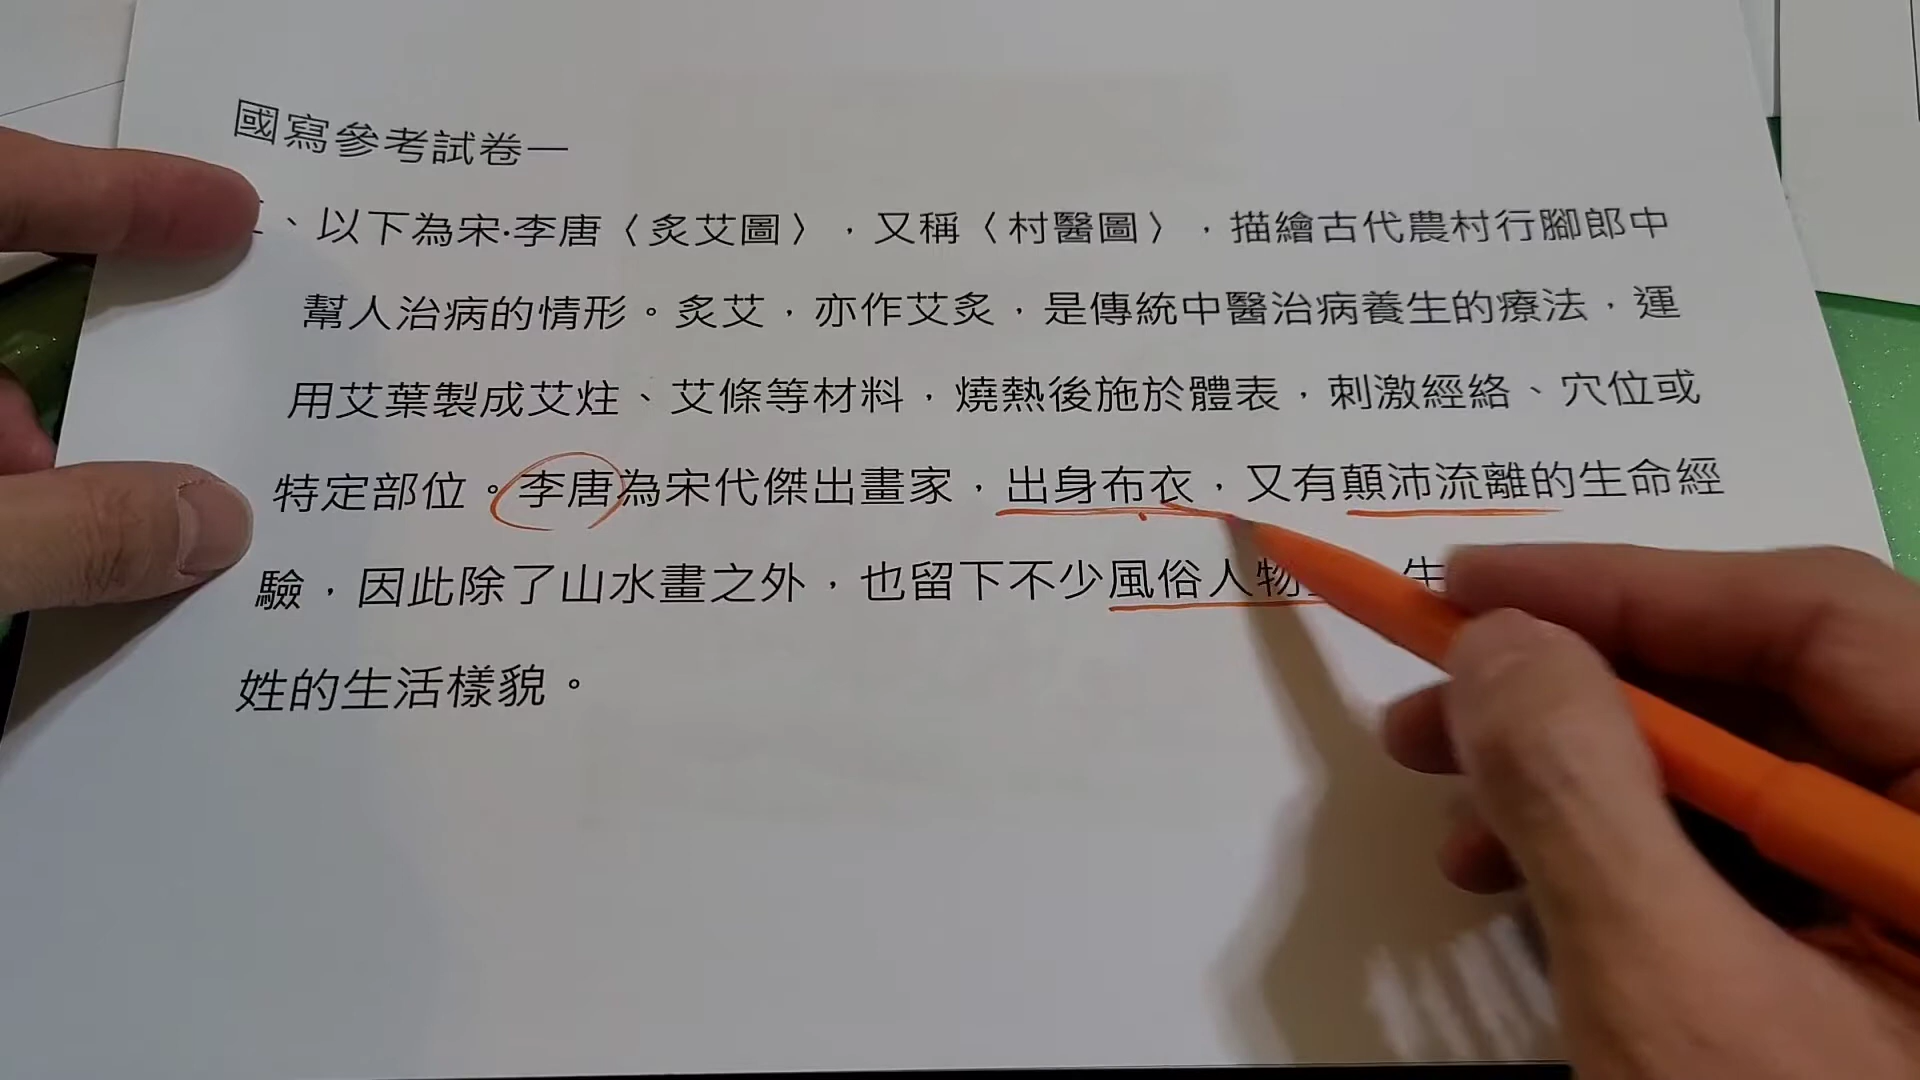 國寫參考試卷一
、以下為宋·李唐〈炙艾圖〉，又稱〈村醫圖〉，描繪古代農村行腳郎中
幫人治病的情形。炙艾，亦作艾炙，是傳統中醫治病養生的療法，運
用艾葉製成艾炷、艾條等材料，燒熱後施於體表，刺激經絡、穴位或
特定部位。李唐為宋代傑出畫家，出身布衣，又有顛沛流離的生命經
驗，因此除了山水畫之外，也留下不少風俗人物
姓的生活樣貌。